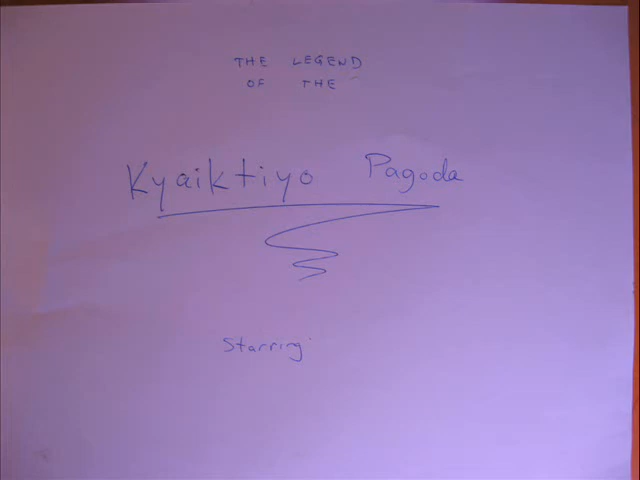 THE LEGEND
OF THE
Kyaiktiyo Pagoda
Starring